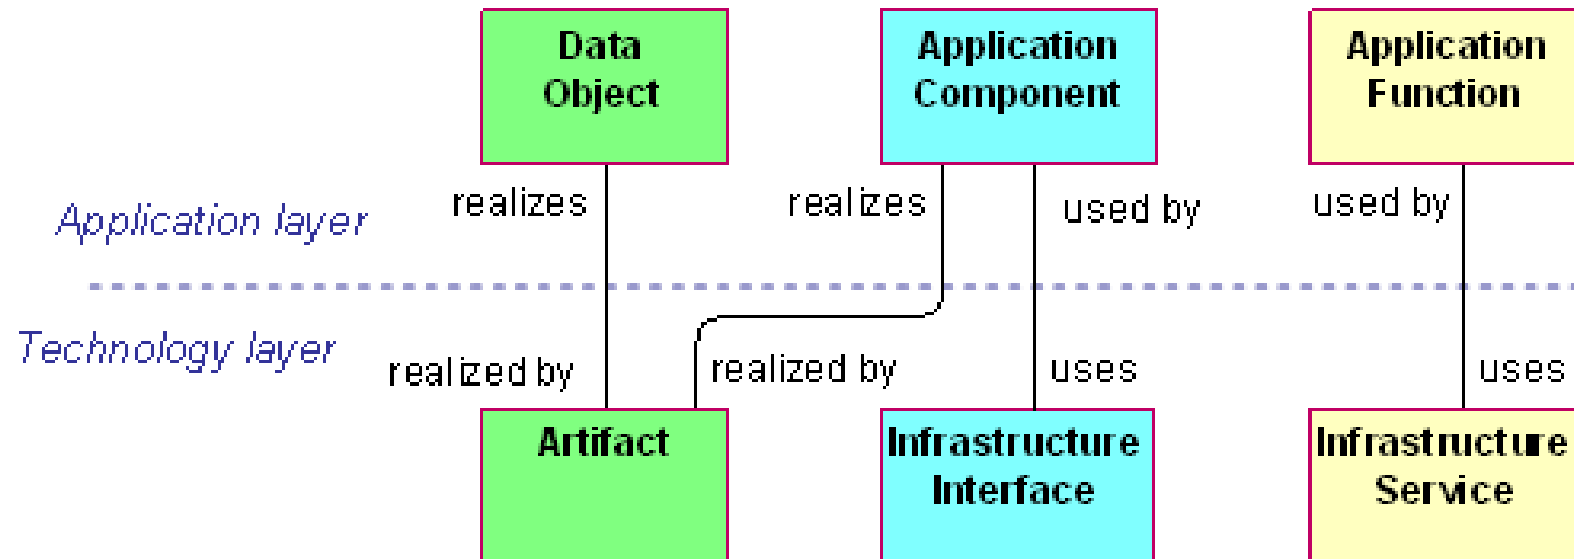 Data
Object
Application
Component
Application
Function
realizes
realizes
used by
used by
Application layer
Technology layer
realized by
realized by
uses
uses
Artifact
Infrastructure
Interface
Infrastructure
Service